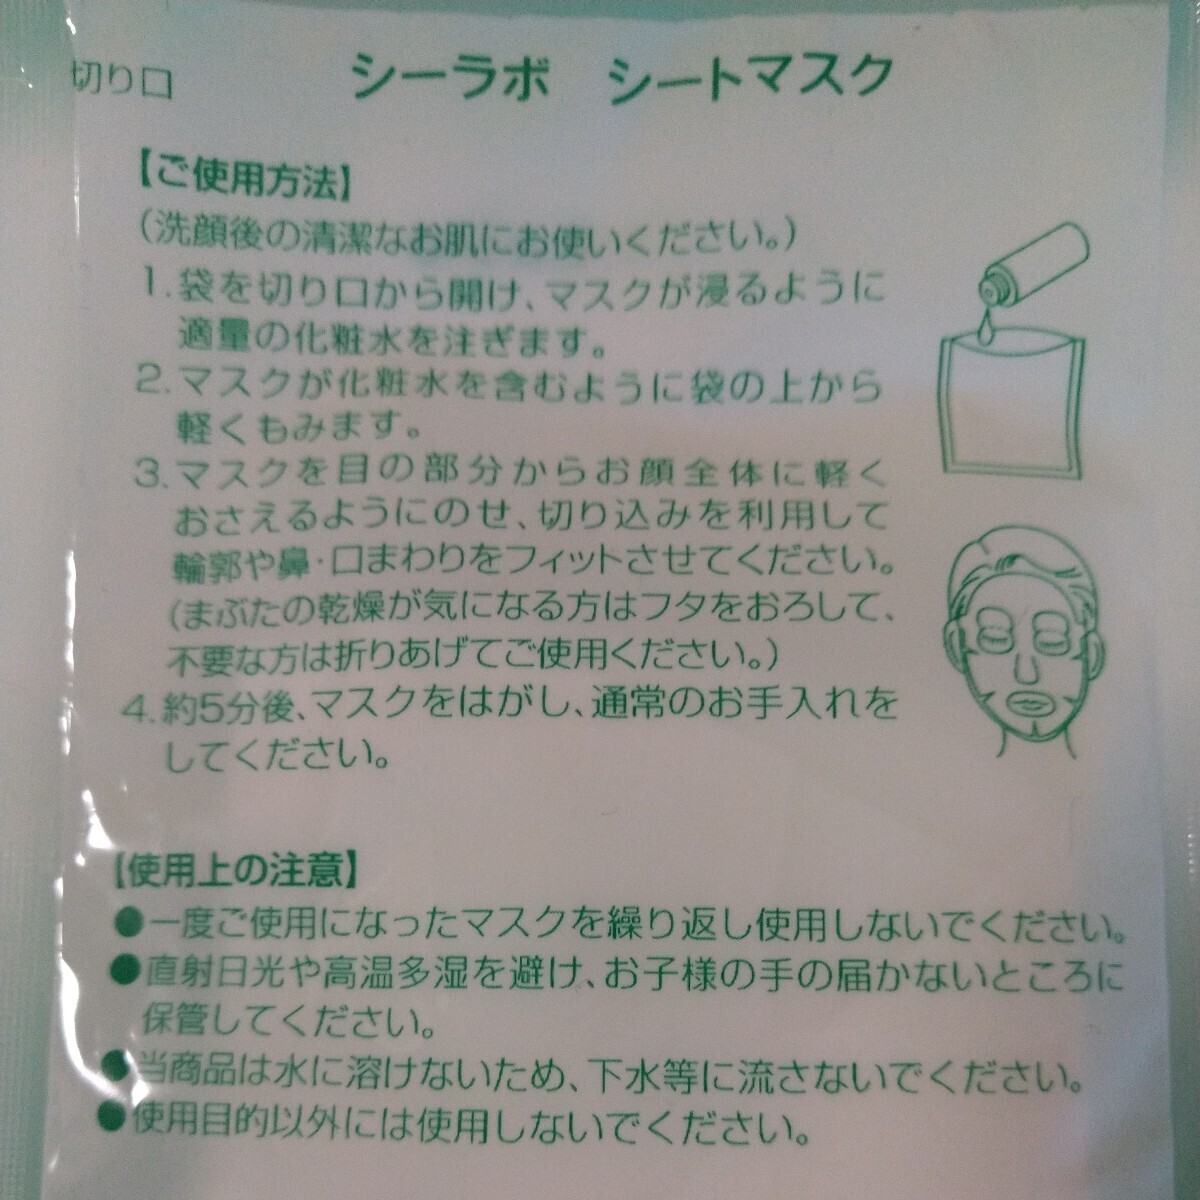 切り口
シーラボ シートマスク
【ご使用方法】
(洗顔後の清潔なお肌にお使いください。)
1.袋を切り口から開け、マスクが浸るように
適量の化粧水を注ぎます。
2.マスクが化粧水を含むように袋の上から
軽くもみます。
3.マスクを目の部分からお顔全体に軽く
おさえるようにのせ、切り込みを利用して
輪郭や鼻・口まわりをフィットさせてください。
(まぶたの乾燥が気になる方はフタをおろして、
不要な方は折りあげてご使用ください。)
4.約5分後、マスクをはがし、通常のお手入れを
してください。
【使用上の注意】
●一度ご使用になったマスクを繰り返し使用しないでください。
●直射日光や高温多湿を避け、お子様の手の届かないところに
保管してください。
●当商品は水に溶けないため、下水等に流さないでください。
●使用目的以外には使用しないでください。